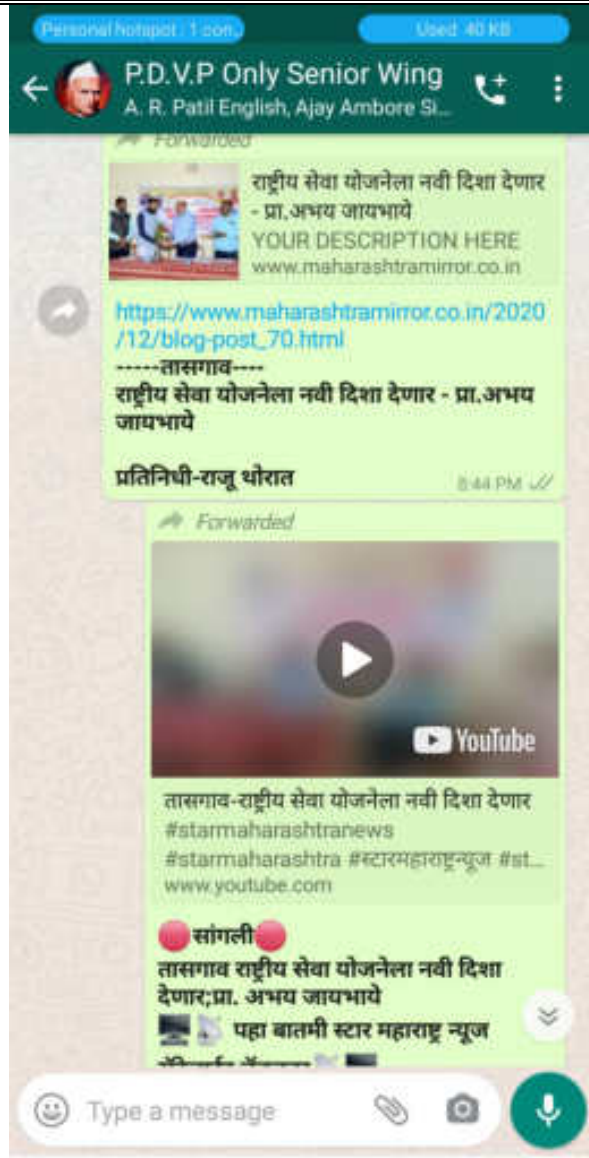 Personal hotspot : 1 con..
Used 40 KB
P.D.V.P Only Senior Wing
A. R. Patil English, Ajay Ambore Si...
Forwarded
राष्ट्रीय सेवा योजनेला नवी दिशा देणार
- प्रा.अभय जायभाये
YOUR DESCRIPTION HERE
www.maharashtramirror.co.in
https://www.maharashtramirror.co.in/2020
/12/blog-post_70.html
-----तासगाव----
राष्ट्रीय सेवा योजनेला नवी दिशा देणार - प्रा.अभय
जायभाये
प्रतिनिधी-राजू थोरात
8:44 PM
Forwarded
YouTube
तासगाव-राष्ट्रीय सेवा योजनेला नवी दिशा देणार
#starmaharashtranews
#starmaharashtra #स्टारमहाराष्ट्रन्यूज #st...
www.youtube.com
सांगली
तासगाव राष्ट्रीय सेवा योजनेला नवी दिशा
देणार;प्रा. अभय जायभाये
पहा बातमी स्टार महाराष्ट्र न्यूज
Type a message